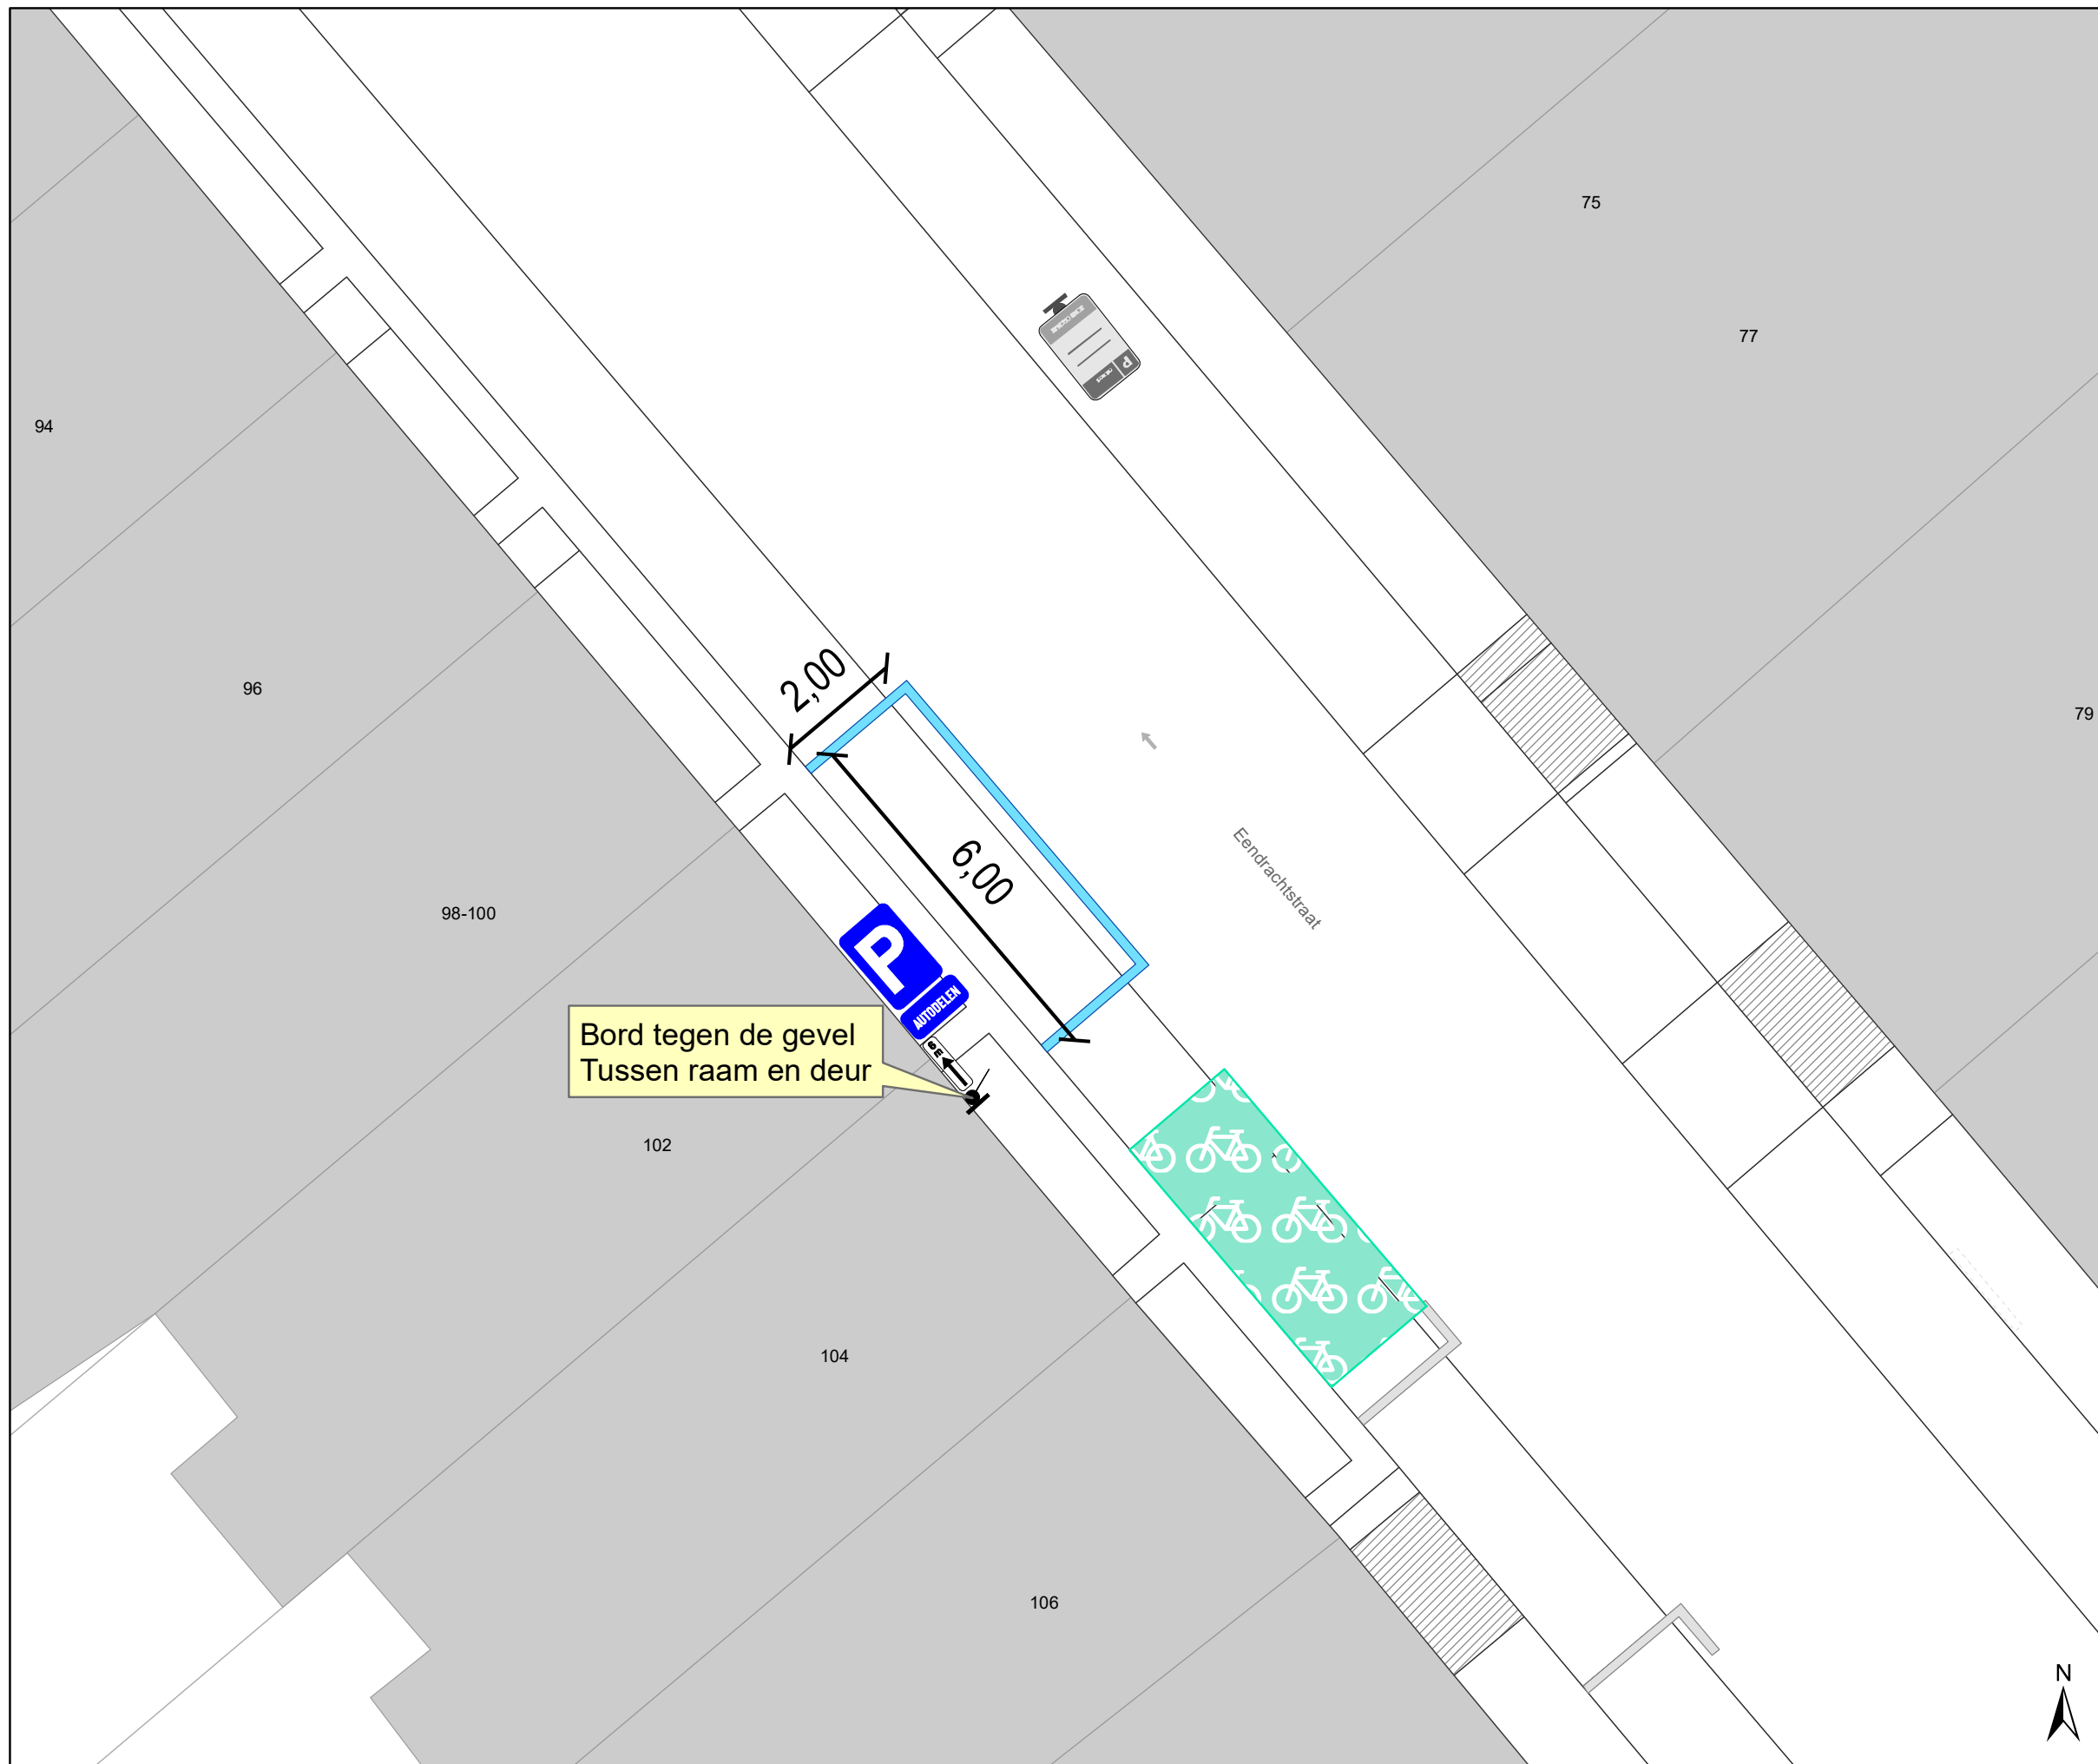 75
77
94
79
96
2,00
6,00
Eendrachtstraat
98-100
P
AUTODELEN
6m
Bord tegen de gevel
Tussen raam en deur
102
104
106
P
N